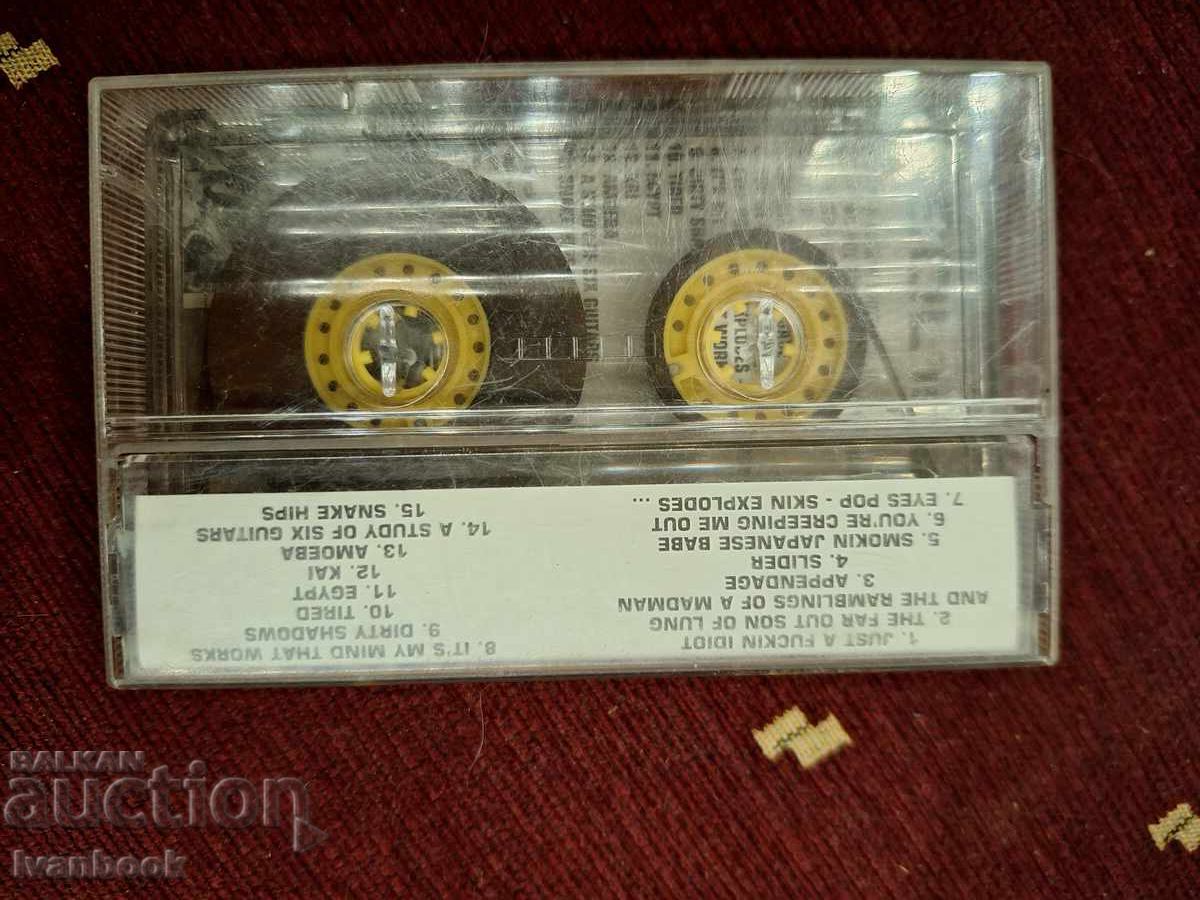 1. JUST A FUCKIN IDIOT
2. THE FAR OUT SON OF LUNG
AND THE RAMBLINGS OF A MADMAN
3. APPENDAGE
4. SLIDER
5. SMOKIN JAPANESE BABE
6. YOU'RE CREEPING ME OUT
7. EYES POP - SKIN EXPLODES ...
8. IT'S MY MIND THAT WORKS
9. DIRTY SHADOWS
10. TIRED
11. EGYPT
12. KAI
13. AMOEBA
14. A STUDY OF SIX GUITARS
15. SNAKE HIPS
BALKAN
auction
Ivanbook